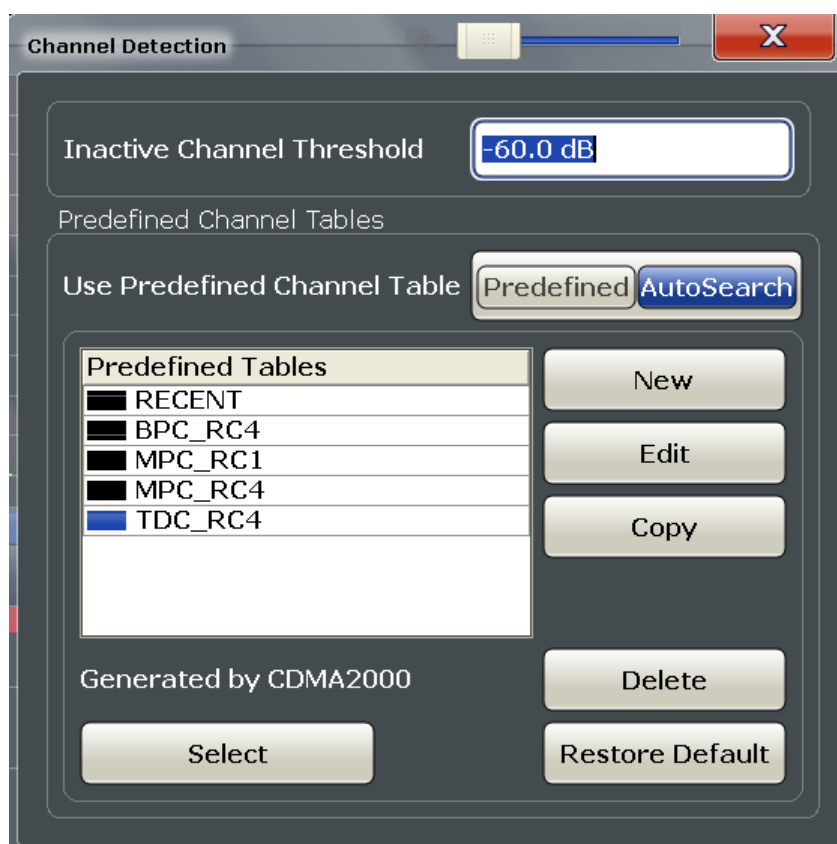 Channel Detection
Inactive Channel Threshold -60.0 dB
Predefined Channel Tables
Use Predefined Channel Table Predefined AutoSearch
Predefined Tables
RECENT
BPC_RC4
MPC_RC1
MPC_RC4
TDC_RC4
New
Edit
Copy
Generated by CDMA2000
Delete
Select
Restore Default